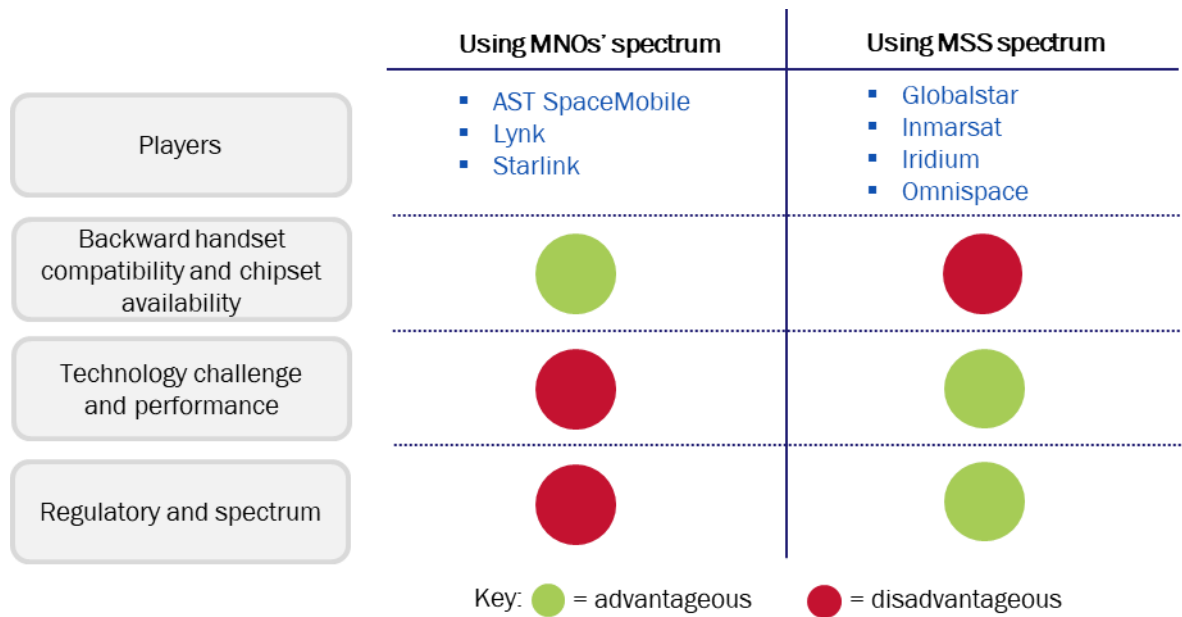 Using MNOs’ spectrum
Using MSS spectrum
Players
▪ AST SpaceMobile
▪ Lynk
▪ Starlink
▪ Globalstar
▪ Inmarsat
▪ Iridium
▪ Omnispace
Backward handset
compatibility and chipset
availability
Technology challenge
and performance
Regulatory and spectrum
Key: = advantageous = disadvantageous